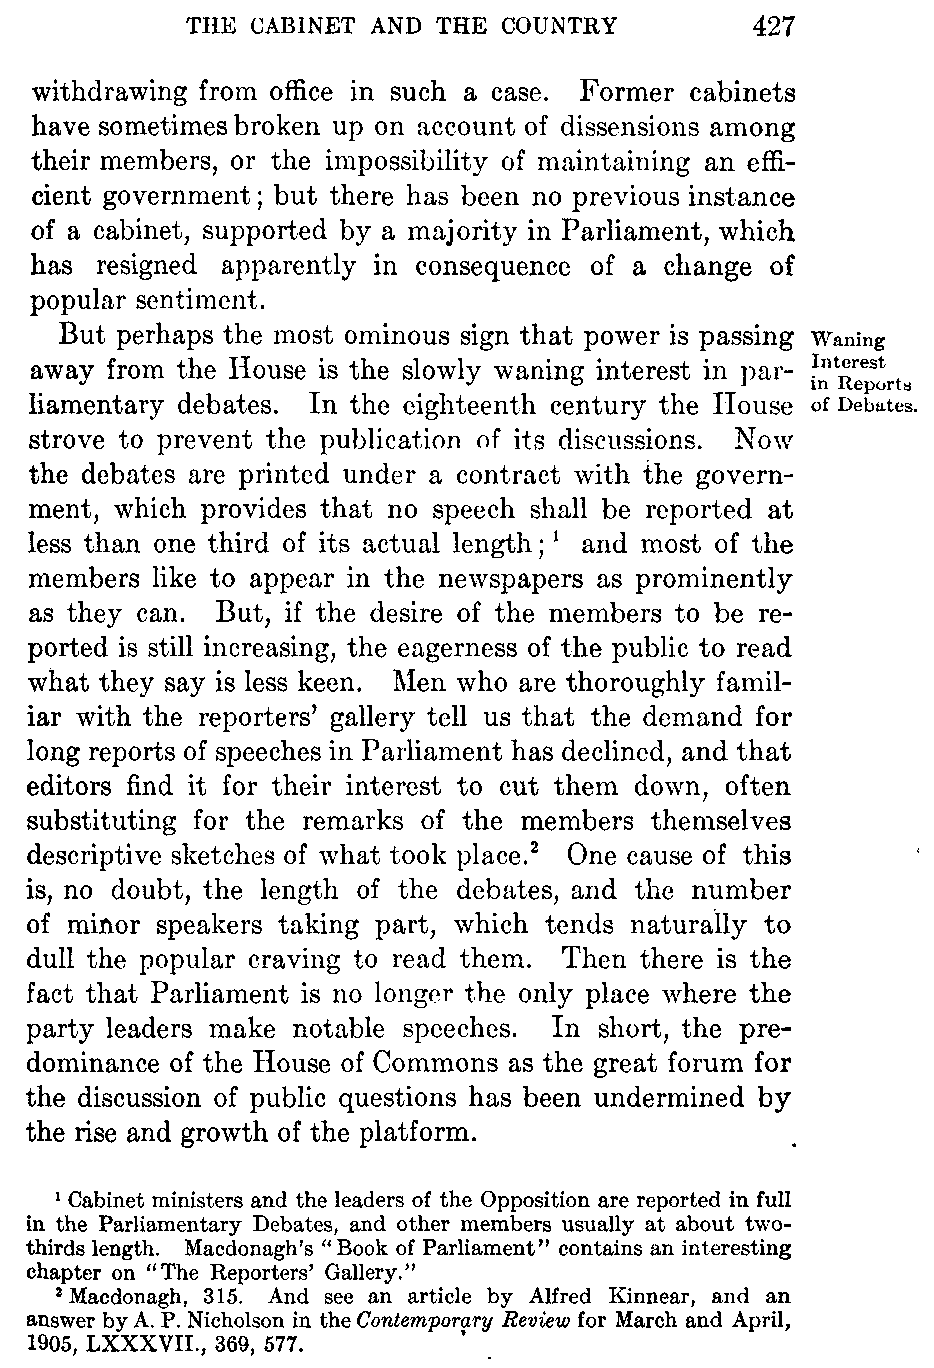 THE CABINET AND THE COUNTRY 427
withdrawing from office in such a case. Former cabinets
have sometimes broken up on account of dissensions among
their members, or the impossibility of maintaining an effi-
cient government; but there has been no previous instance
of a cabinet, supported by a majority in Parliament, which
has resigned apparently in consequence of a change of
popular sentiment.
But perhaps the most ominous sign that power is passing
away from the House is the slowly waning interest in par-
liamentary debates. In the eighteenth century the House
strove to prevent the publication of its discussions. Now
the debates are printed under a contract with the govern-
ment, which provides that no speech shall be reported at
less than one third of its actual length;¹ and most of the
members like to appear in the newspapers as prominently
as they can. But, if the desire of the members to be re-
ported is still increasing, the eagerness of the public to read
what they say is less keen. Men who are thoroughly famil-
iar with the reporters' gallery tell us that the demand for
long reports of speeches in Parliament has declined, and that
editors find it for their interest to cut them down, often
substituting for the remarks of the members themselves
descriptive sketches of what took place.² One cause of this
is, no doubt, the length of the debates, and the number
of minor speakers taking part, which tends naturally to
dull the popular craving to read them. Then there is the
fact that Parliament is no longer the only place where the
party leaders make notable speeches. In short, the pre-
dominance of the House of Commons as the great forum for
the discussion of public questions has been undermined by
the rise and growth of the platform.
Waning
Interest
in Reports
of Debates.
¹ Cabinet ministers and the leaders of the Opposition are reported in full
in the Parliamentary Debates, and other members usually at about two-
thirds length. Macdonagh's "Book of Parliament" contains an interesting
chapter on "The Reporters' Gallery."
² Macdonagh, 315. And see an article by Alfred Kinnear, and an
answer by A. P. Nicholson in the Contemporary Review for March and April,
1905, LXXXVII., 369, 577.